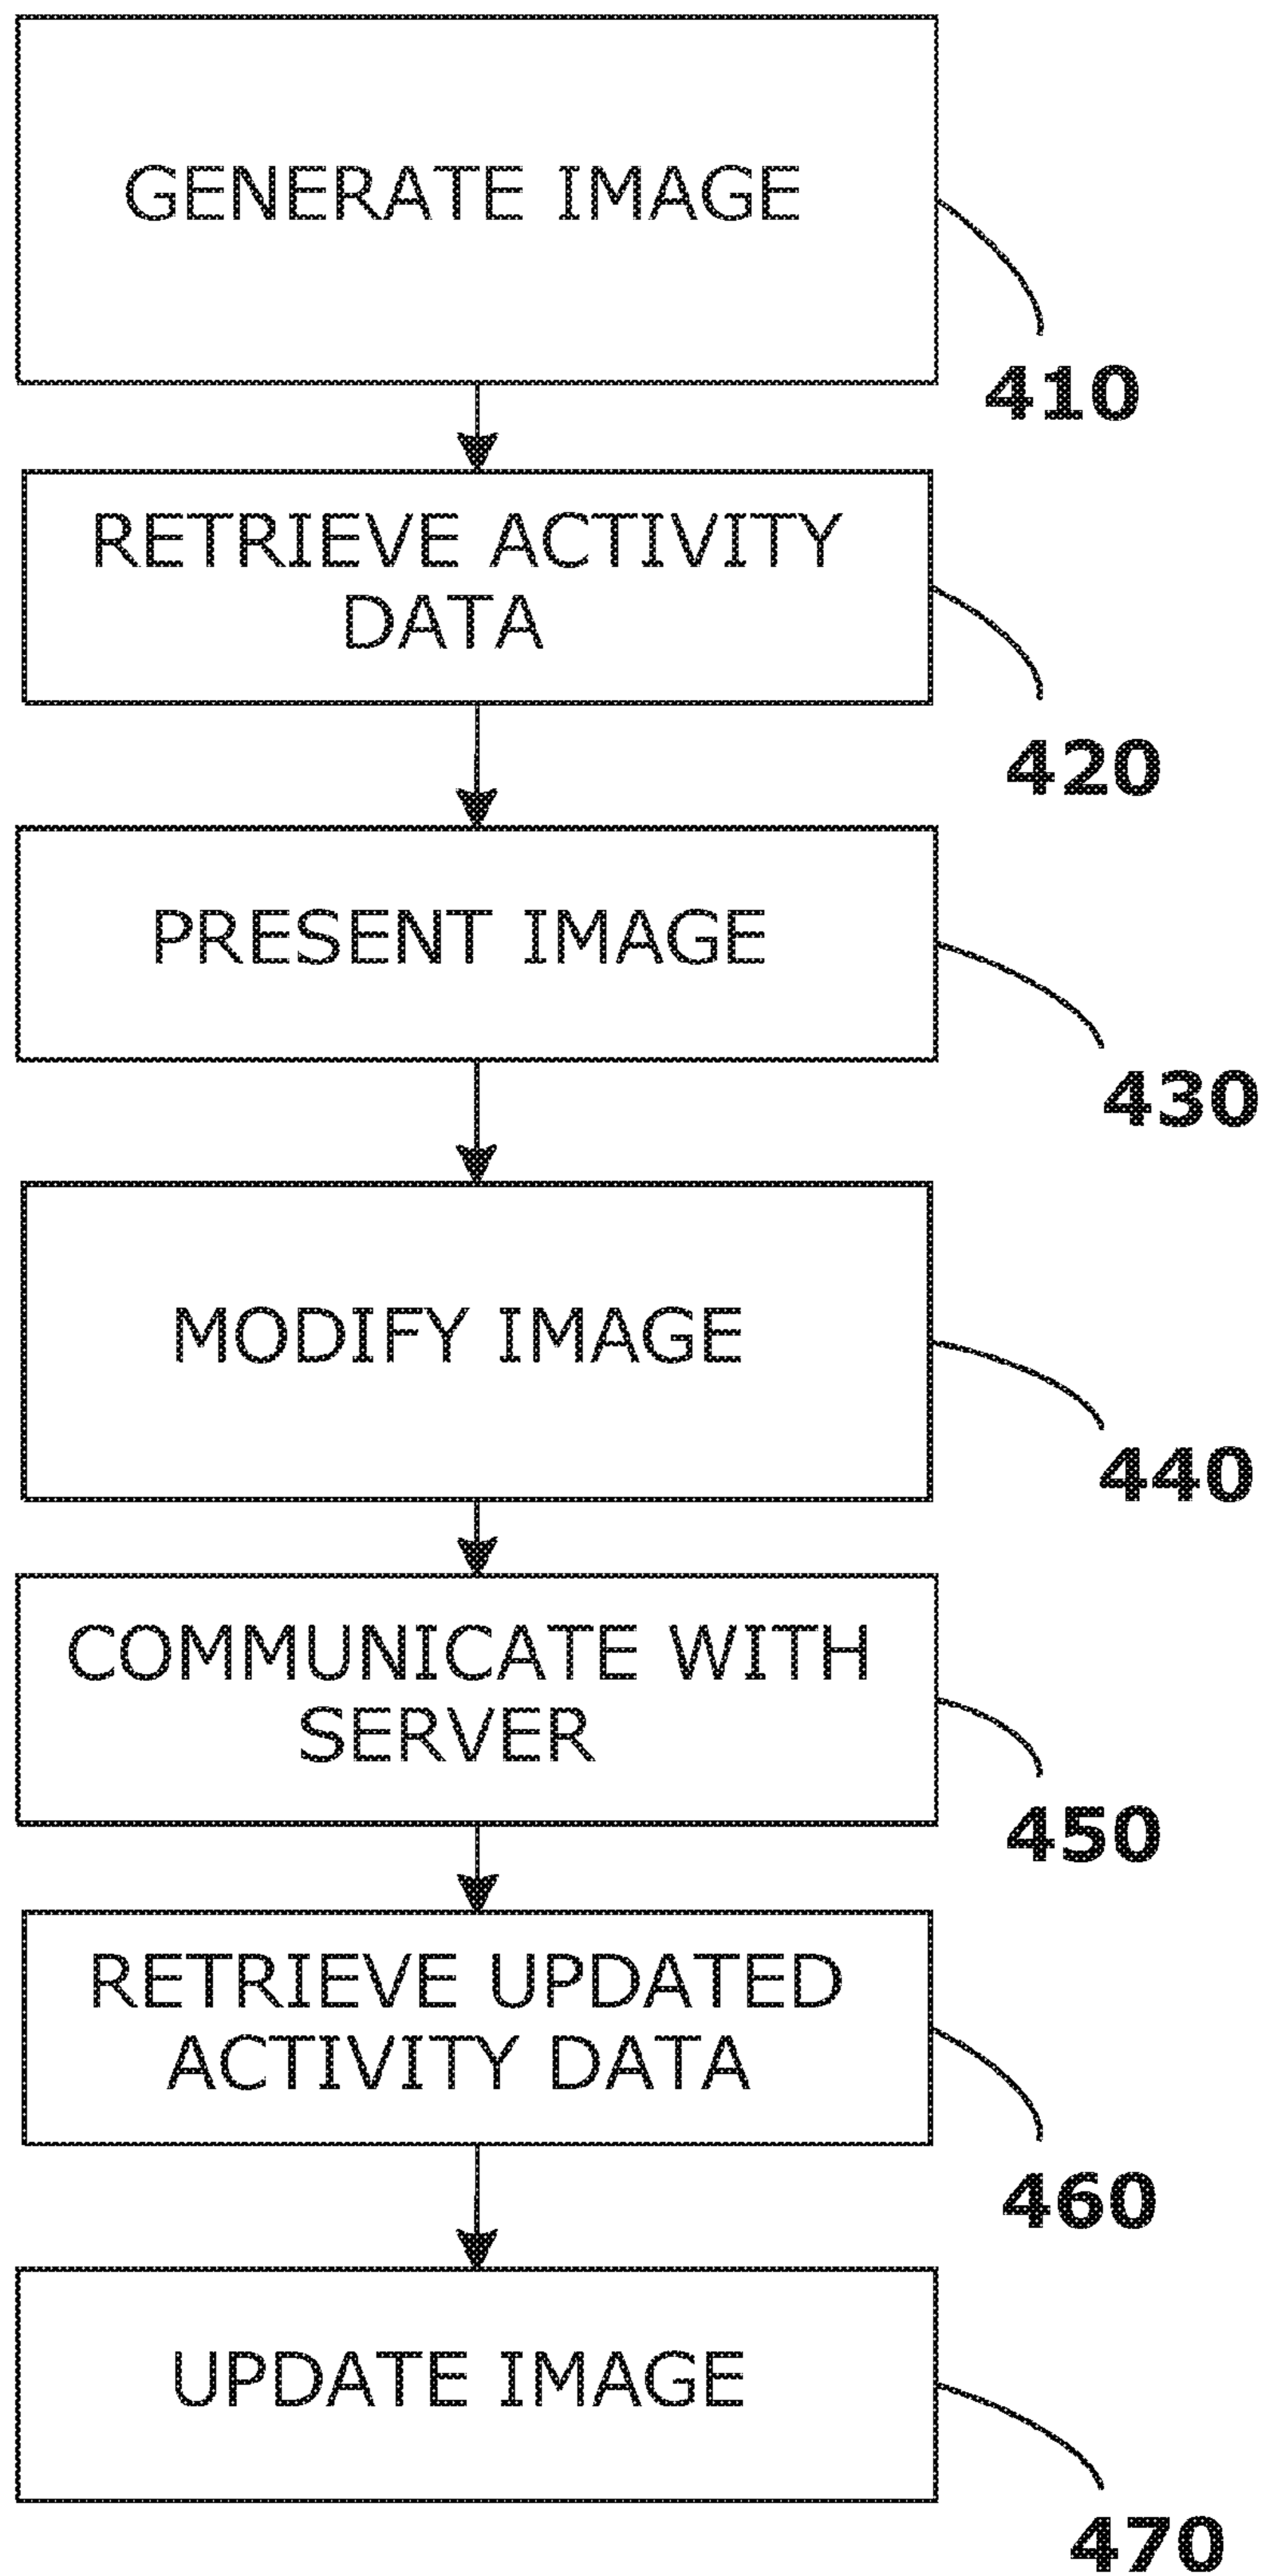 GENERATE IMAGE
410
RETRIEVE ACTIVITY
DATA
420
PRESENT IMAGE
430
MODIFY IMAGE
440
COMMUNICATE WITH
SERVER
450
RETRIEVE UPDATED
ACTIVITY DATA
460
UPDATE IMAGE
470